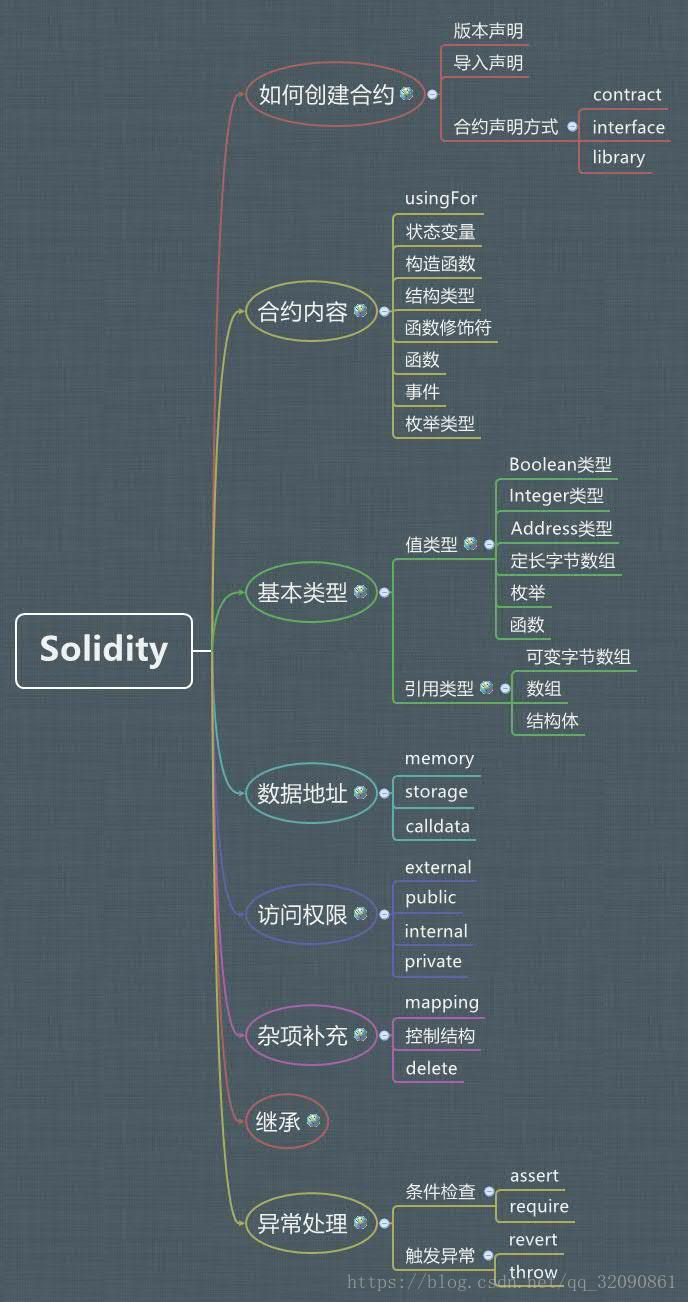 Solidity
如何创建合约
版本声明
导入声明
合约声明方式
contract
interface
library
合约内容
usingFor
状态变量
构造函数
结构类型
函数修饰符
函数
事件
枚举类型
基本类型
值类型
Boolean类型
Integer类型
Address类型
定长字节数组
枚举
函数
引用类型
可变字节数组
数组
结构体
数据地址
memory
storage
calldata
访问权限
external
public
internal
private
杂项补充
mapping
控制结构
delete
继承
异常处理
条件检查
assert
require
触发异常
revert
throw
https://blog.csdn.net/qq_32090861